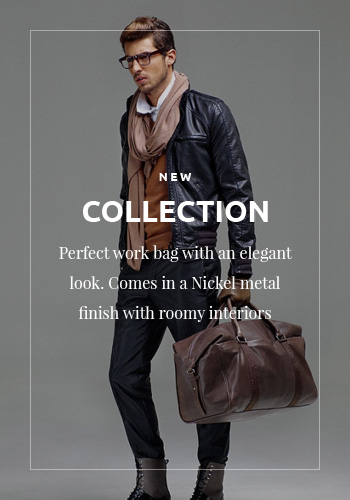 NEW
COLLECTION
Perfect work bag with an elegant
look. Comes in a Nickel metal
finish with roomy interiors